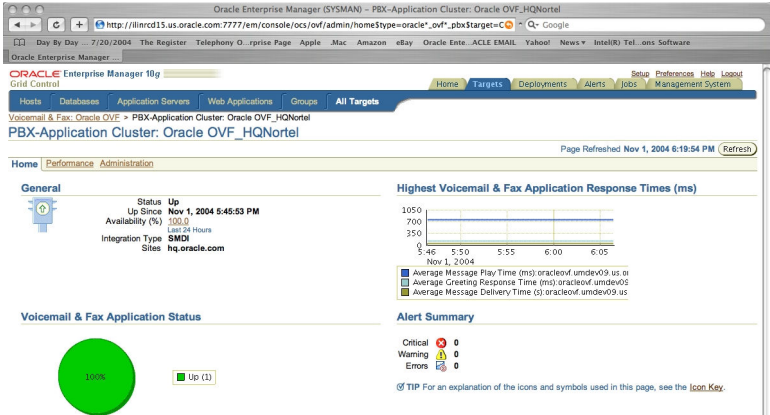 Oracle Enterprise Manager (SYSMAN) – PBX-Application Cluster: Oracle OVF_HQNortel
http://ilinrcd15.us.oracle.com:7777/em/console/ocs/ovf/admin/home$type=oracle*_ovf*_pbx$target=C
Google
Day By Day ... 7/20/2004 The Register Telephony O...rprise Page Apple .Mac Amazon eBay Oracle Ente...ACLE EMAIL Yahoo! News Intel(R) Tel...ons Software
Oracle Enterprise Manager ...
ORACLE Enterprise Manager 10g
Grid Control
Setup Preferences Help Logout
Home Targets Deployments Alerts Jobs Management System
Hosts Databases Application Servers Web Applications Groups All Targets
Voicemail & Fax: Oracle OVF > PBX-Application Cluster: Oracle OVF_HQNortel
PBX-Application Cluster: Oracle OVF_HQNortel
Page Refreshed Nov 1, 2004 6:19:54 PM Refresh
Home Performance Administration
General
Status Up
Up Since Nov 1, 2004 5:45:53 PM
Availability (%) 100.0
Last 24 Hours
Integration Type SMDI
Sites hq.oracle.com
Highest Voicemail & Fax Application Response Times (ms)
1050
700
350
0
5:46 5:50 5:55 6:00 6:05
Nov 1, 2004
Average Message Play Time (ms):oracleovf.umdev09.us.or
Average Greeting Response Time (ms):oracleovf.umdev09.
Average Message Delivery Time (s):oracleovf.umdev09.us
Voicemail & Fax Application Status
100%
Up (1)
Alert Summary
Critical 0
Warning 0
Errors 0
TIP For an explanation of the icons and symbols used in this page, see the Icon Key.